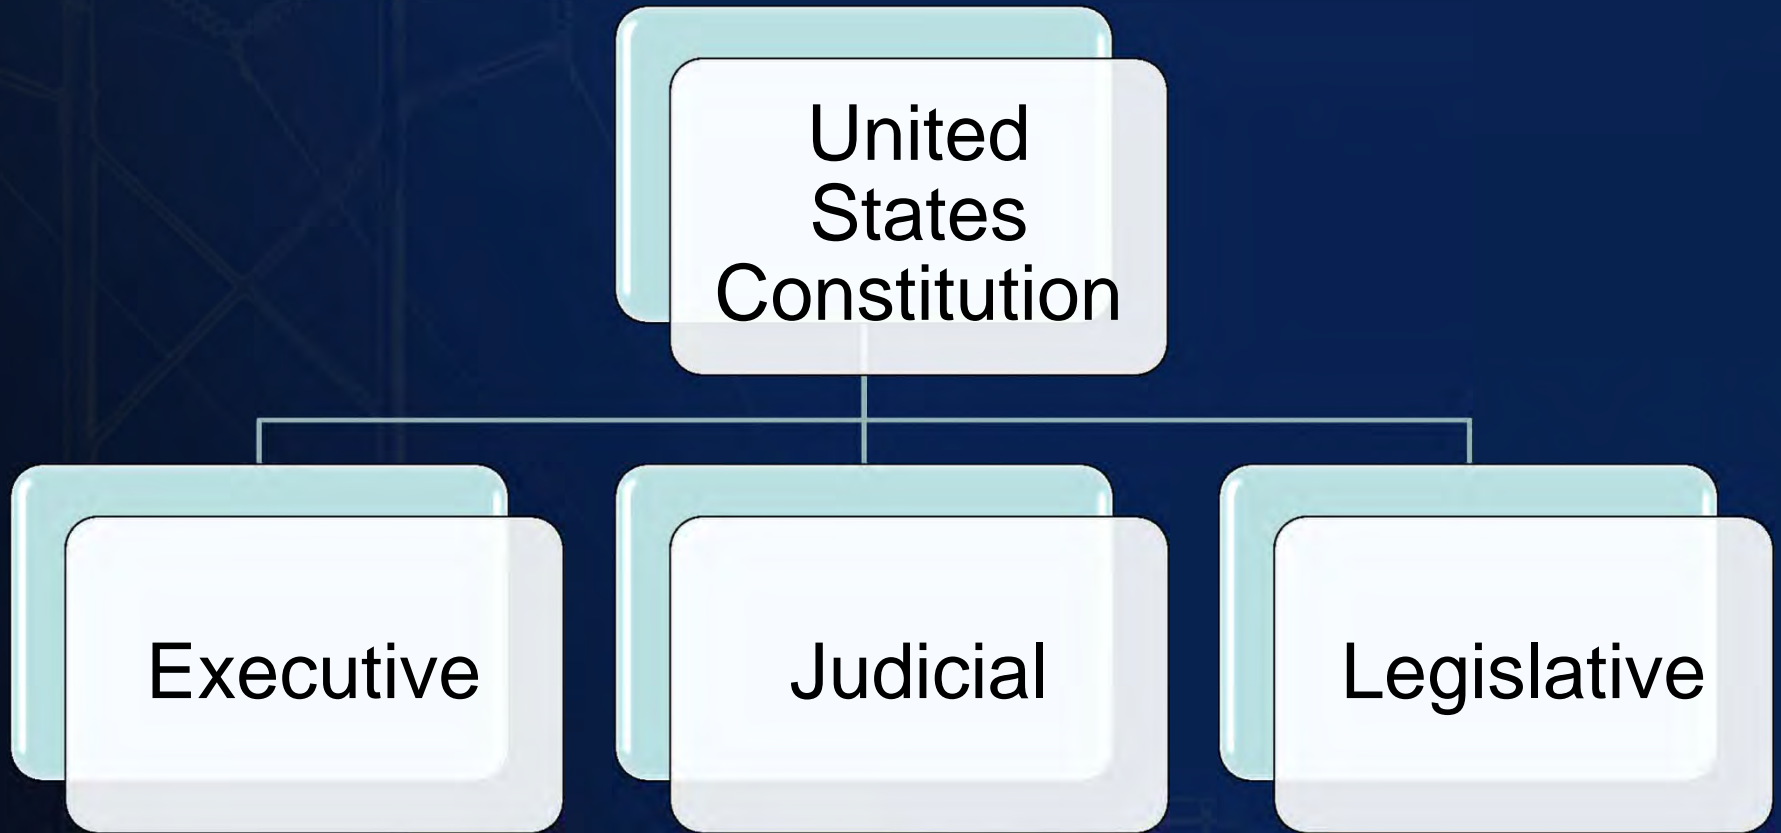 United
States
Constitution
Executive
Judicial
Legislative